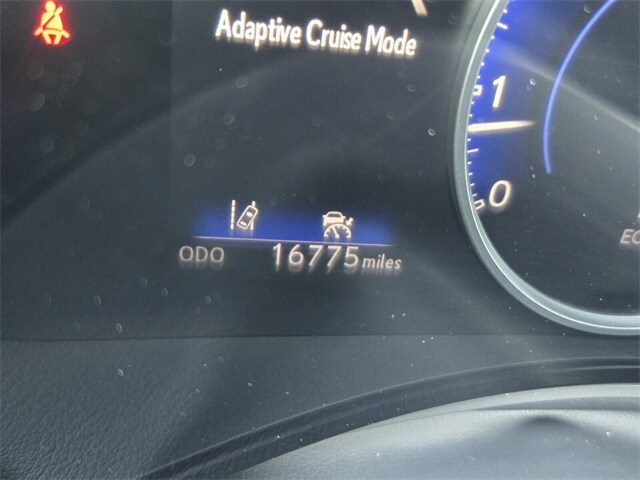 Adaptive Cruise Mode
1
0
ODO 16775 miles